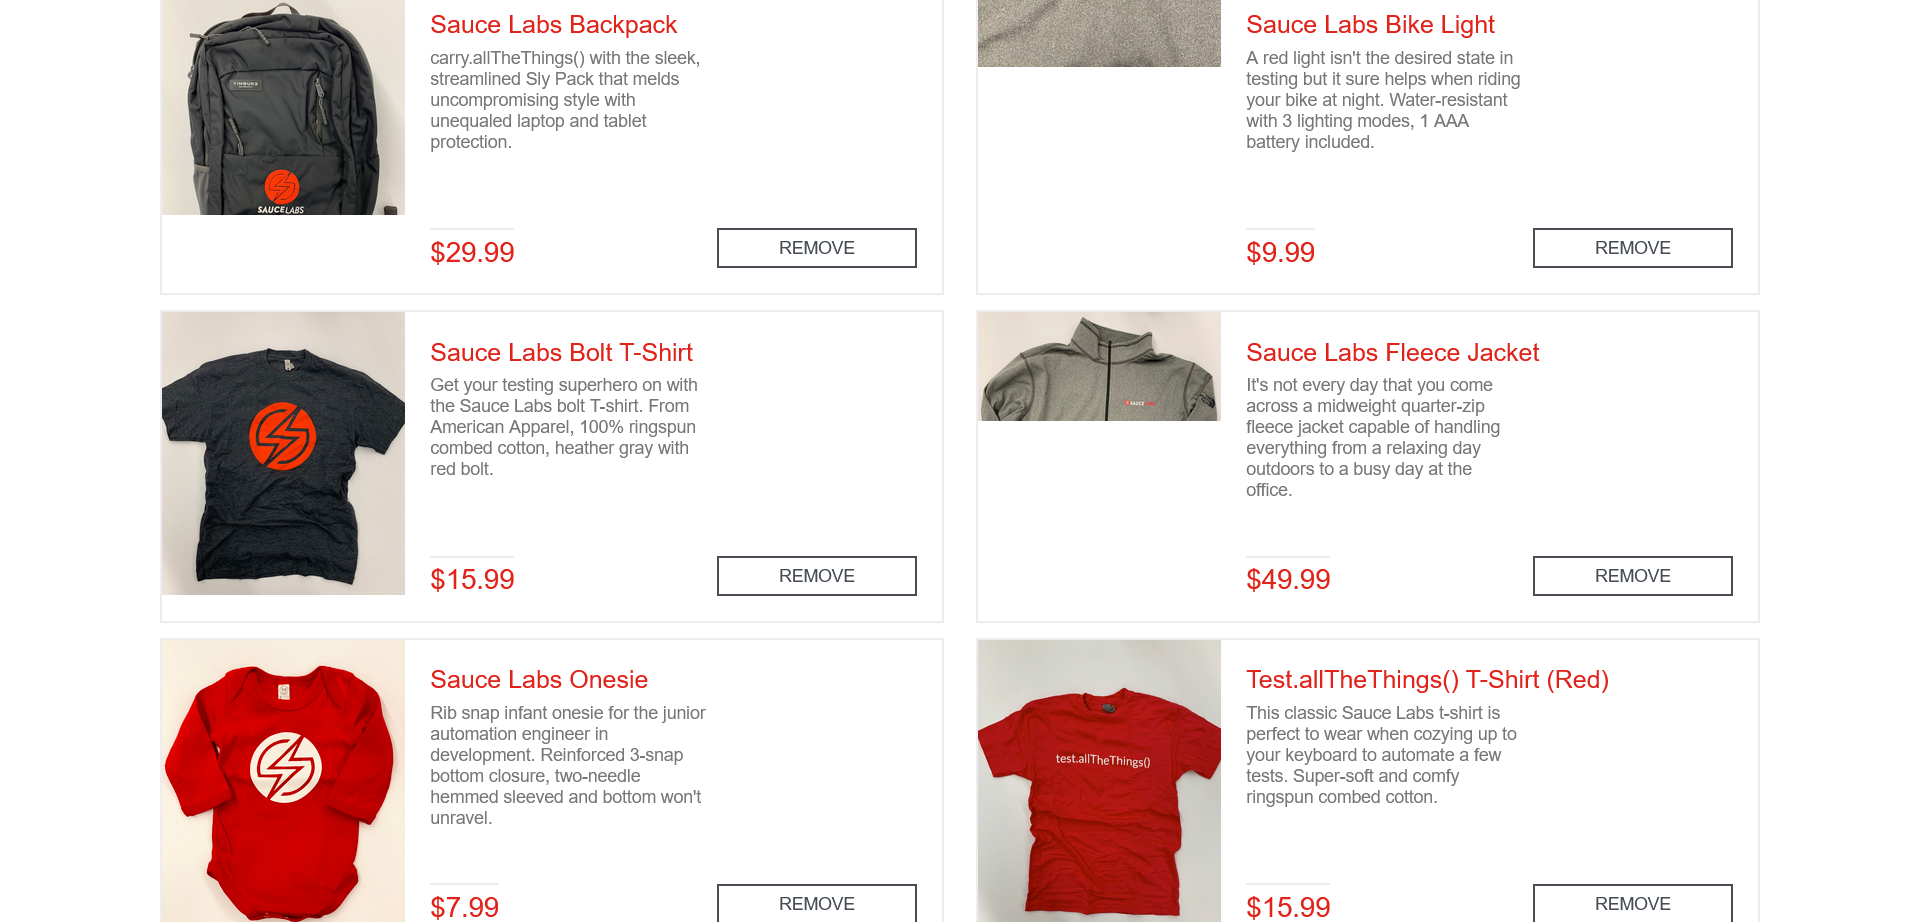 Sauce Labs Backpack
carry.allTheThings() with the sleek,
streamlined Sly Pack that melds
uncompromising style with
unequaled laptop and tablet
protection.
TIMBUK2
SAUCELABS
$29.99
REMOVE
Sauce Labs Bike Light
A red light isn't the desired state in
testing but it sure helps when riding
your bike at night. Water-resistant
with 3 lighting modes, 1 AAA
battery included.
$9.99
REMOVE
Sauce Labs Bolt T-Shirt
Get your testing superhero on with
the Sauce Labs bolt T-shirt. From
American Apparel, 100% ringspun
combed cotton, heather gray with
red bolt.
$15.99
REMOVE
SAUCELABS
Sauce Labs Fleece Jacket
It's not every day that you come
across a midweight quarter-zip
fleece jacket capable of handling
everything from a relaxing day
outdoors to a busy day at the
office.
$49.99
REMOVE
Sauce Labs Onesie
Rib snap infant onesie for the junior
automation engineer in
development. Reinforced 3-snap
bottom closure, two-needle
hemmed sleeved and bottom won't
unravel.
$7.99
REMOVE
test.allTheThings()
Test.allTheThings() T-Shirt (Red)
This classic Sauce Labs t-shirt is
perfect to wear when cozying up to
your keyboard to automate a few
tests. Super-soft and comfy
ringspun combed cotton.
$15.99
REMOVE